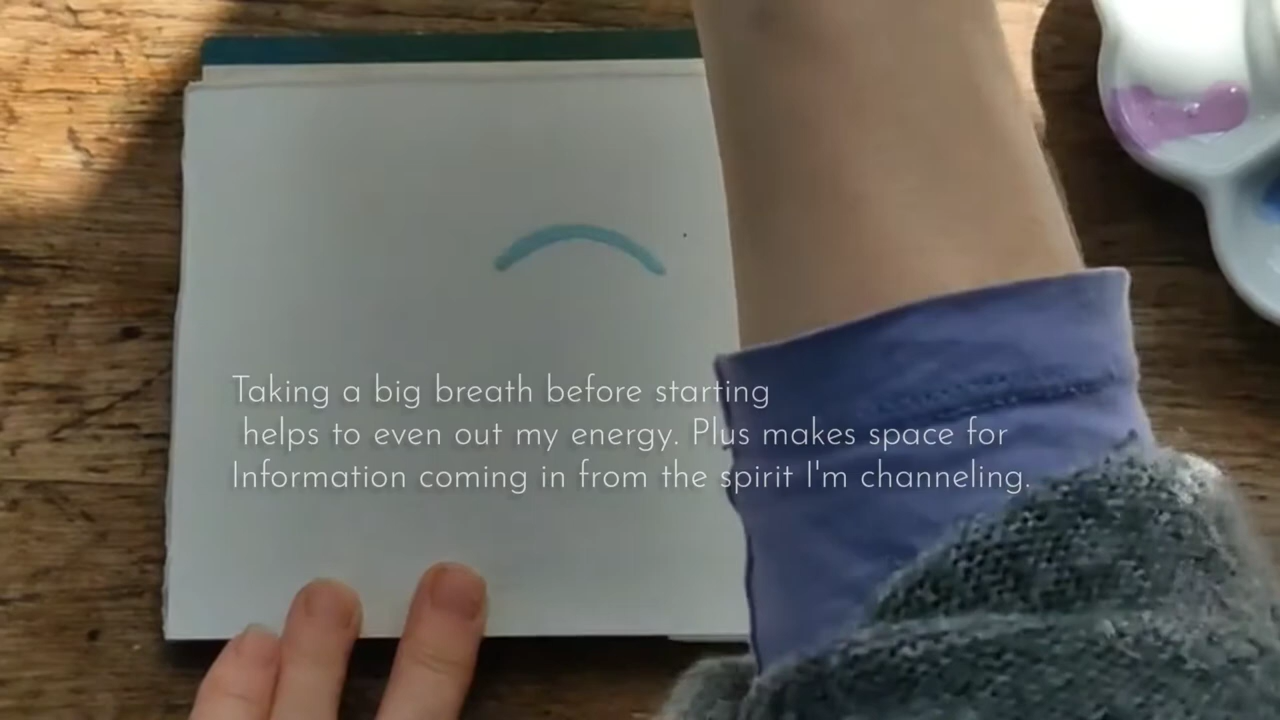 Taking a big breath before starting
helps to even out my energy. Plus makes space for
Information coming in from the spirit I'm channeling.